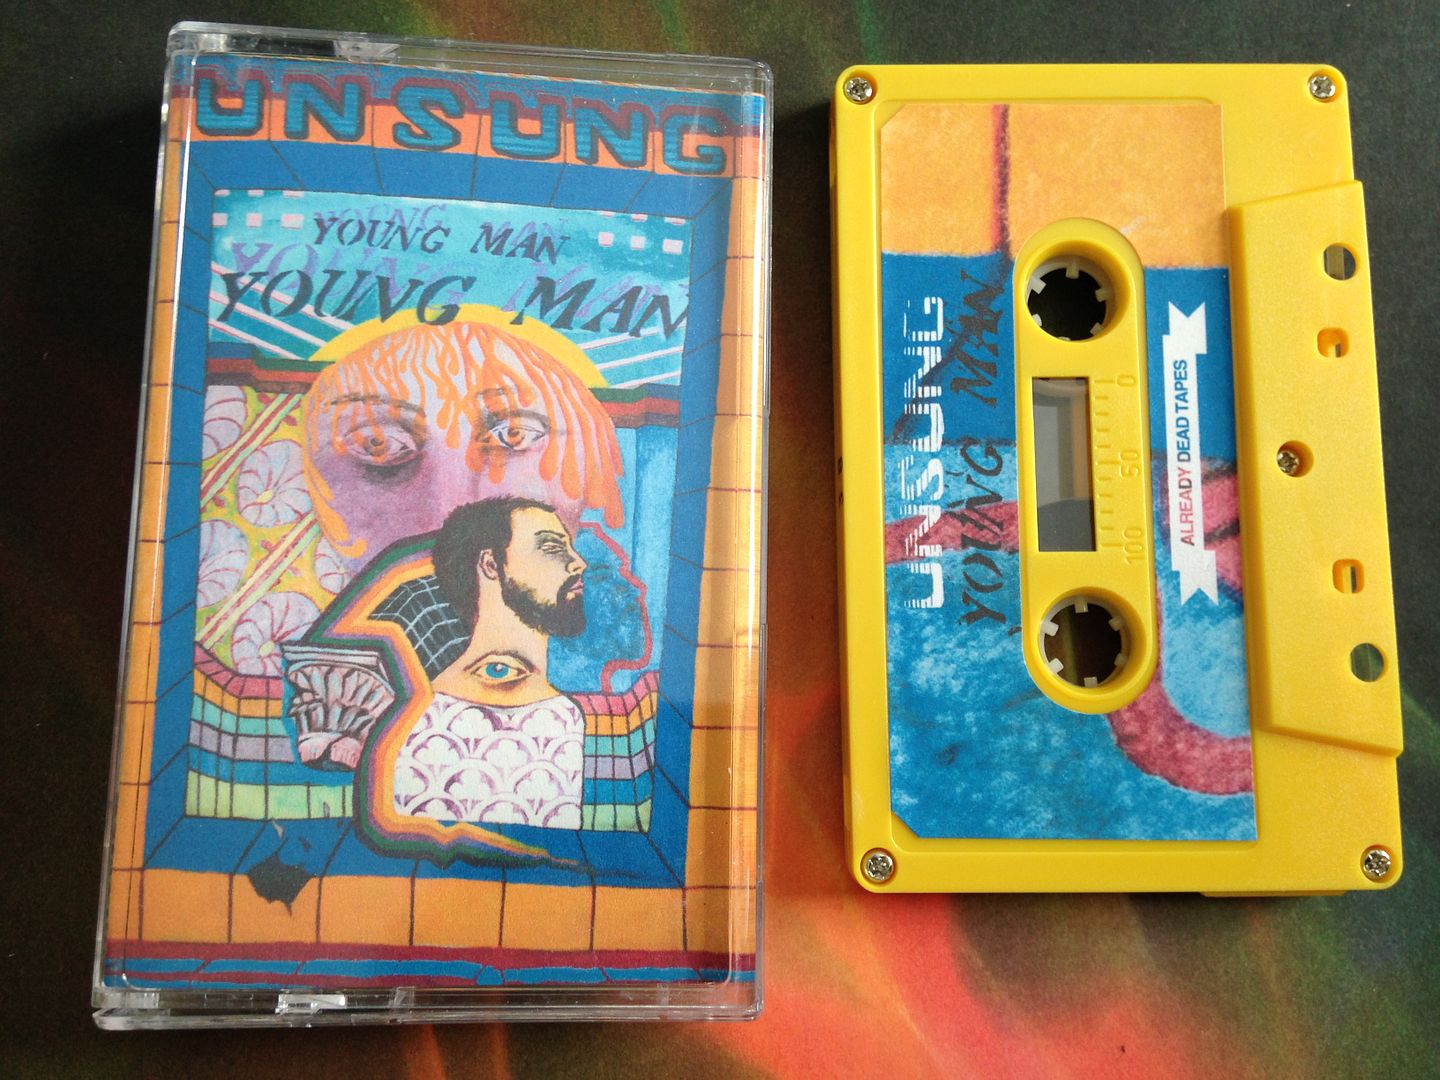 UNSUNG
YOUNG MAN
YOUNG MAN
UNSUNG
YOUNG MAN
ALREADY DEAD TAPES
0
50
100